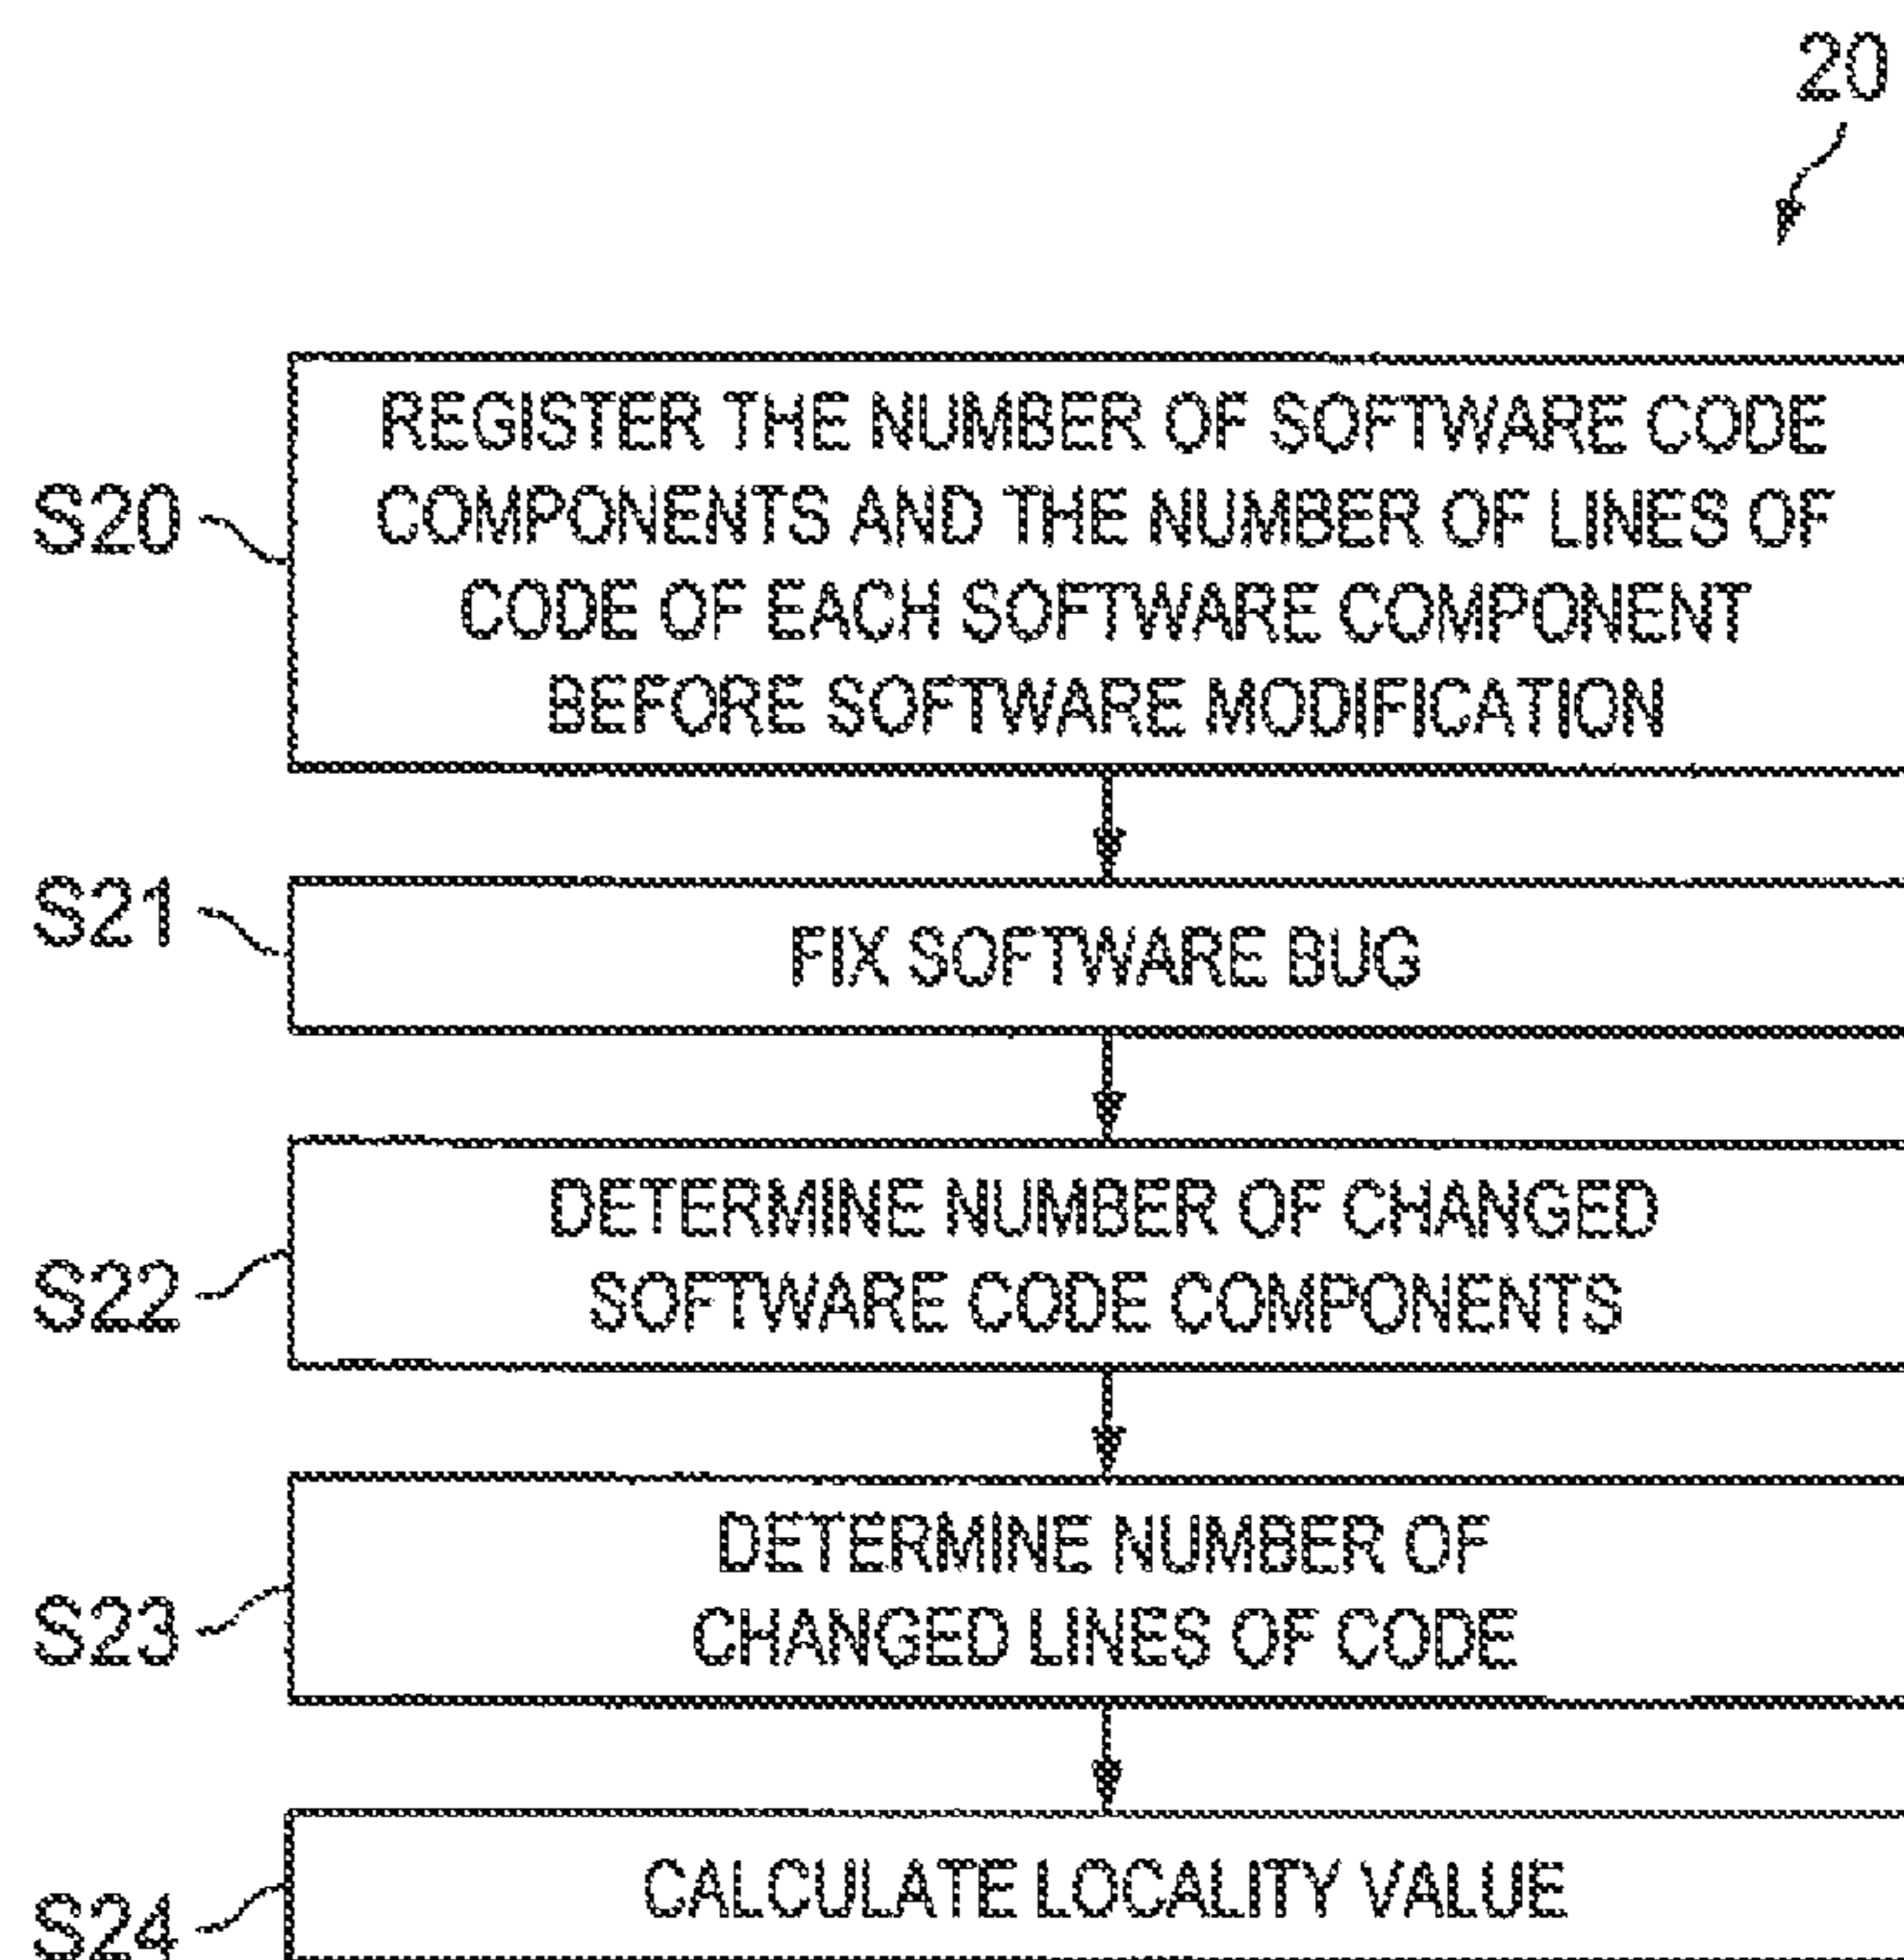 20
S20
REGISTER THE NUMBER OF SOFTWARE CODE
COMPONENTS AND THE NUMBER OF LINES OF
CODE OF EACH SOFTWARE COMPONENT
BEFORE SOFTWARE MODIFICATION
S21
FIX SOFTWARE BUG
S22
DETERMINE NUMBER OF CHANGED
SOFTWARE CODE COMPONENTS
S23
DETERMINE NUMBER OF
CHANGED LINES OF CODE
S24
CALCULATE LOCALITY VALUE